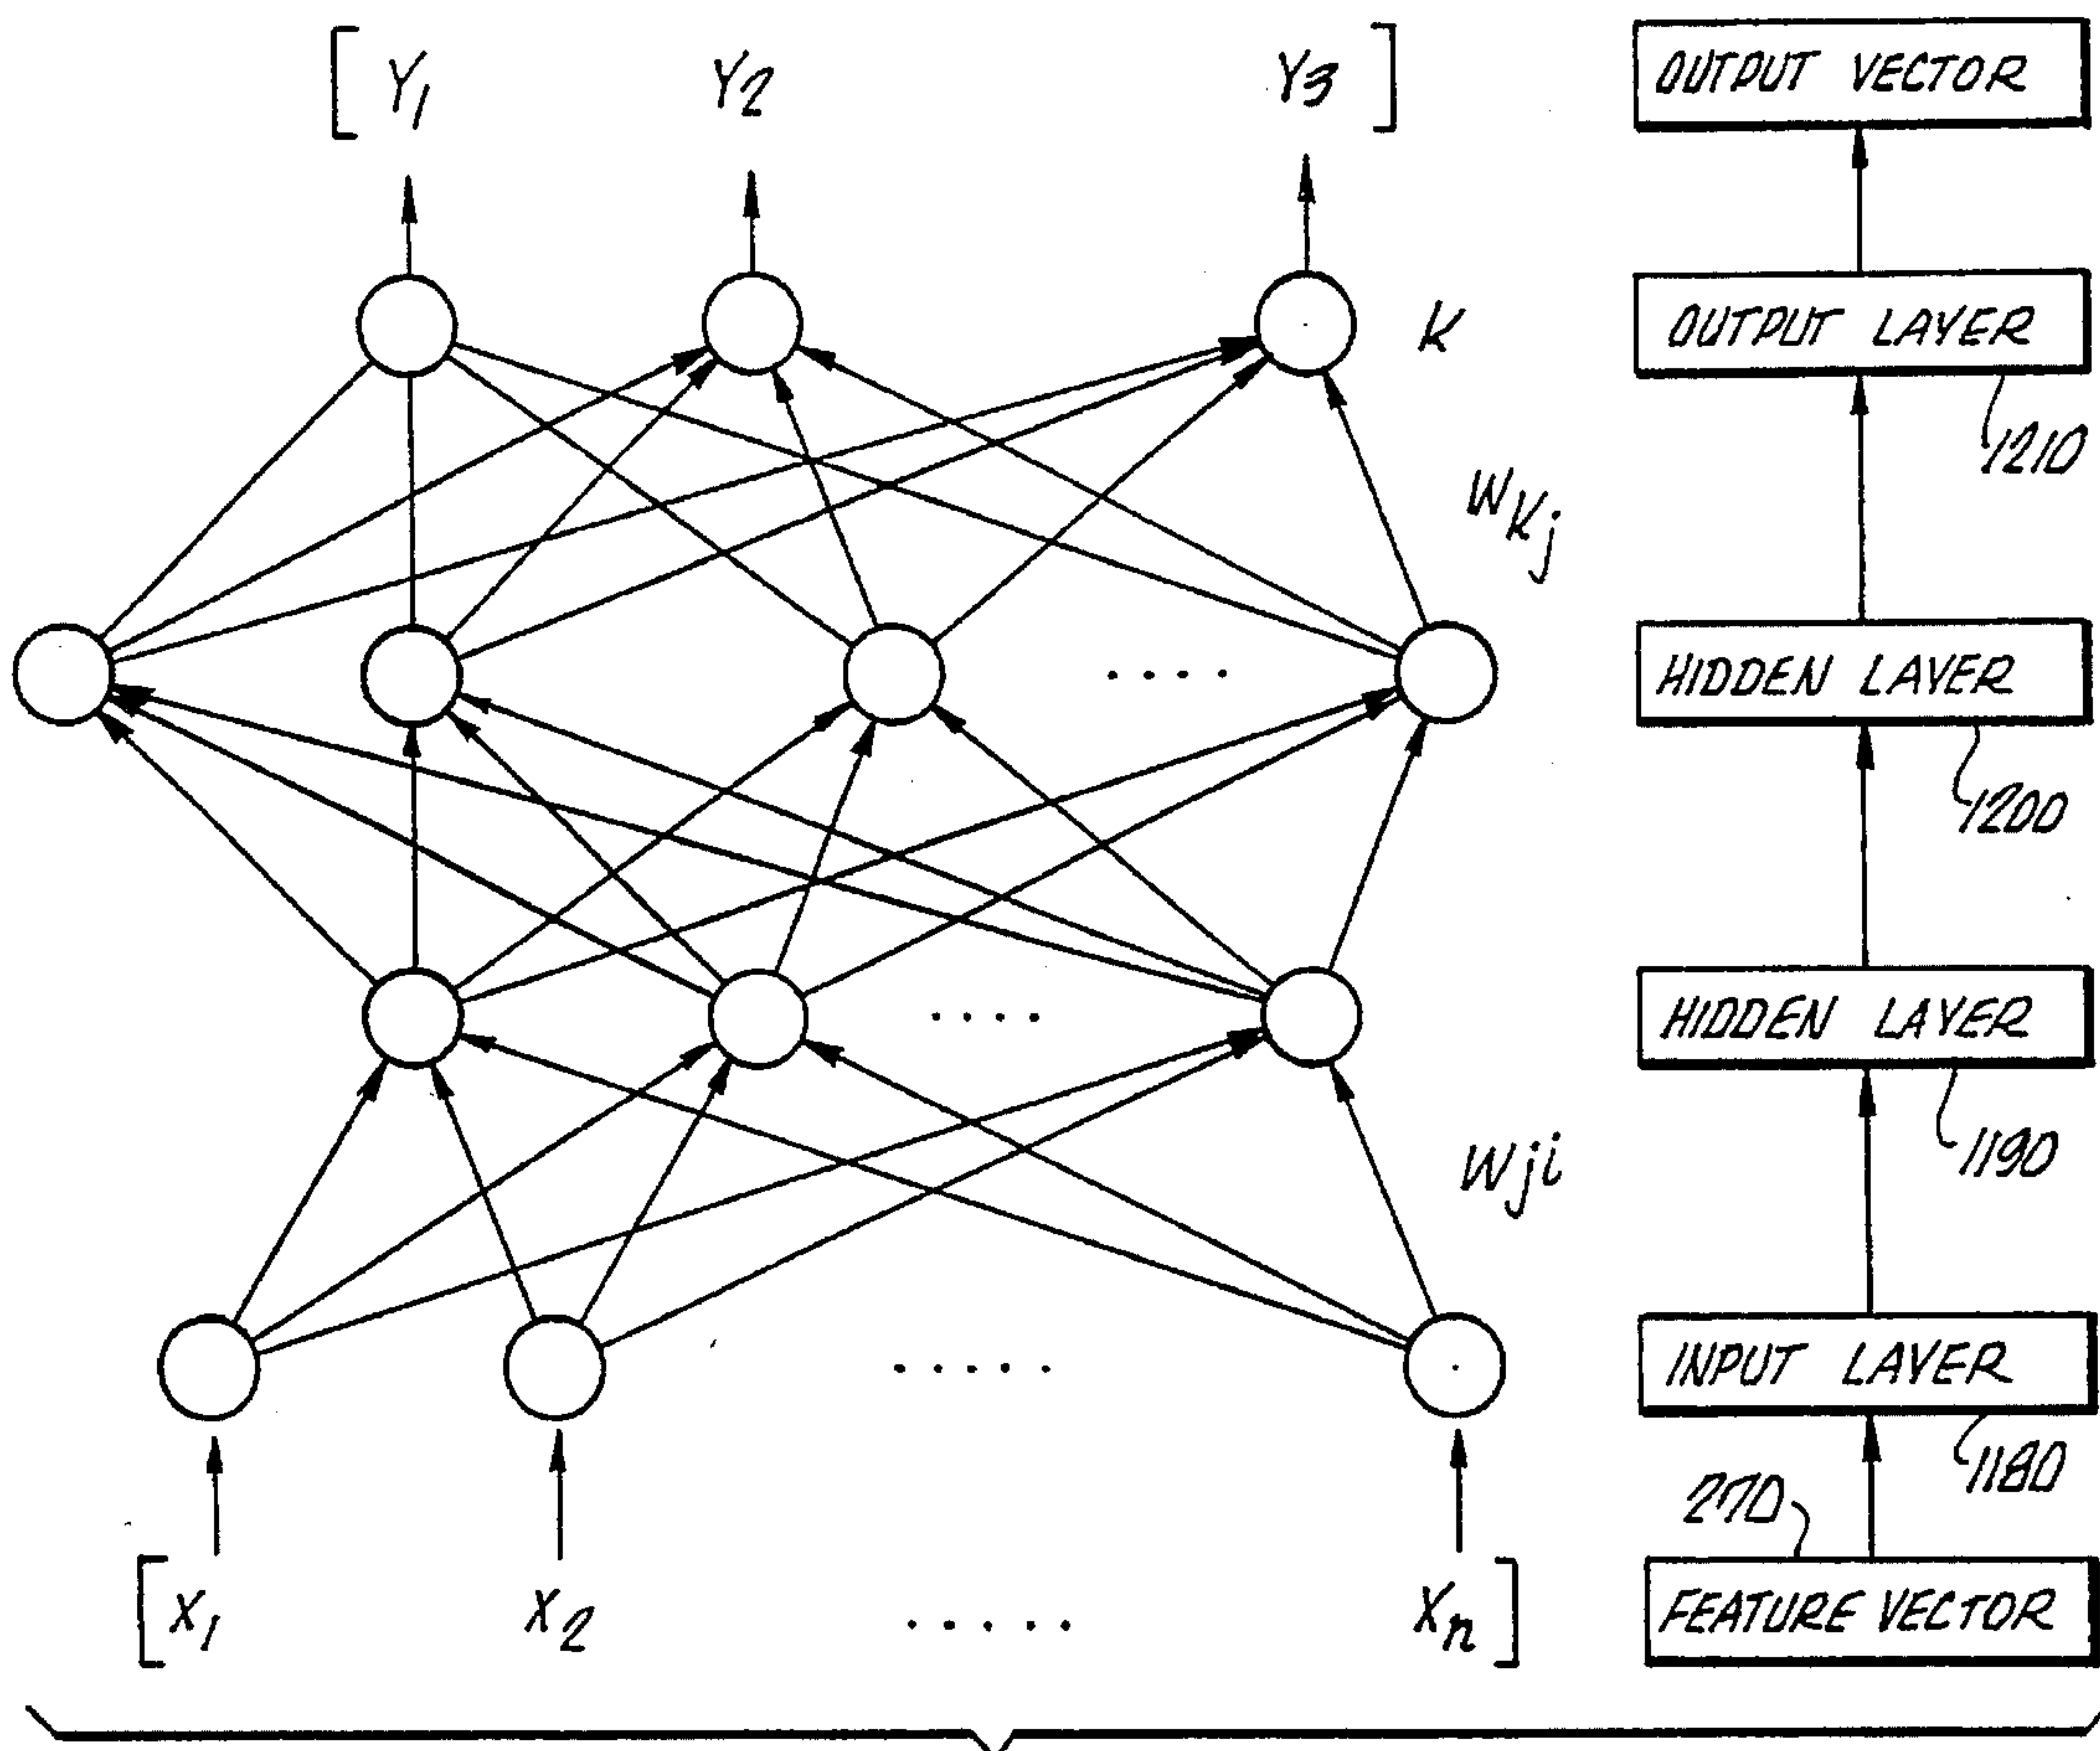 [ Y1 Y2 Y3 ]
OUTPUT VECTOR
K
OUTPUT LAYER
1210
WKj
HIDDEN LAYER
1200
HIDDEN LAYER
1190
Wji
INPUT LAYER
1180
270
[ X1 X2 ..... Xn ]
FEATURE VECTOR